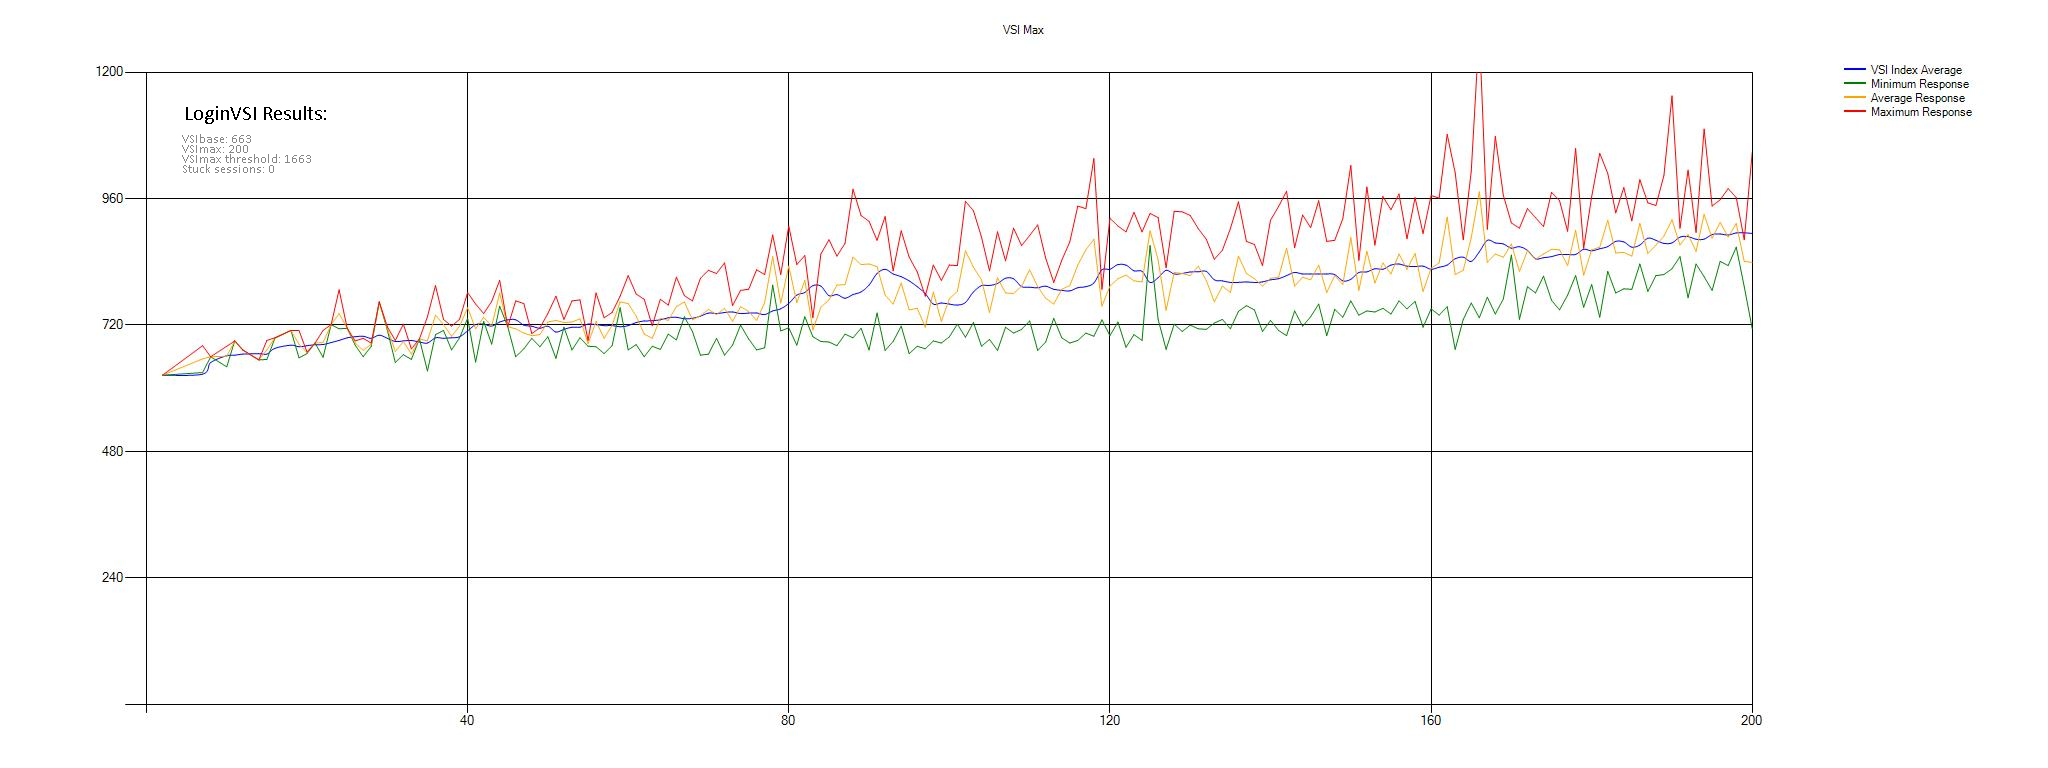 VSI Max
1200
960
720
480
240
LoginVSI Results:
VSIbase: 663
VSImax: 200
VSImax threshold: 1663
Stuck sessions: 0
VSI Index Average
Minimum Response
Average Response
Maximum Response
40
80
120
160
200